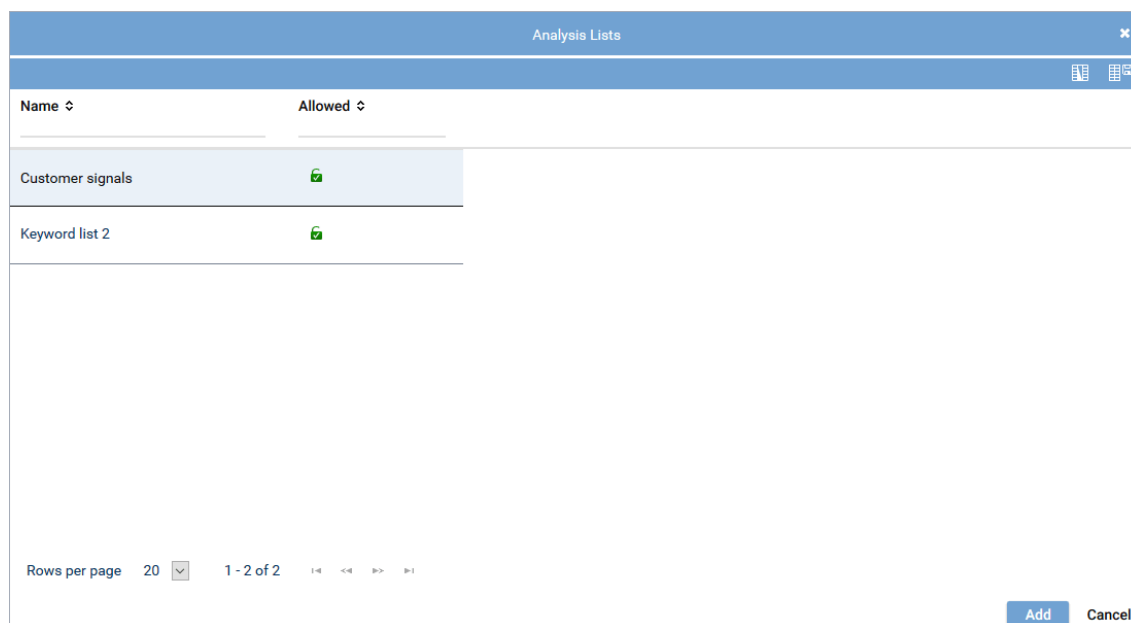 Analysis Lists
Name Allowed
Customer signals
Keyword list 2
Rows per page 20 1 - 2 of 2
Add Cancel